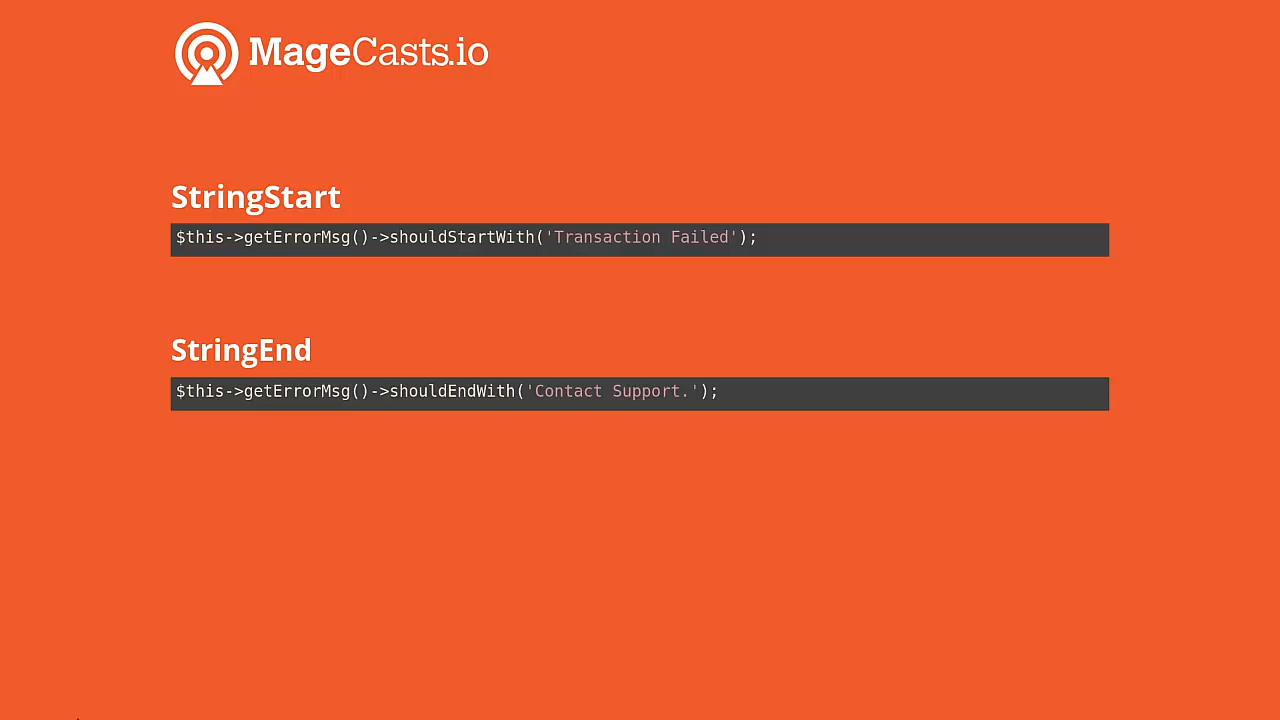 MageCasts.io
StringStart
$this->getErrorMsg()->shouldStartWith('Transaction Failed');
StringEnd
$this->getErrorMsg()->shouldEndWith('Contact Support.');